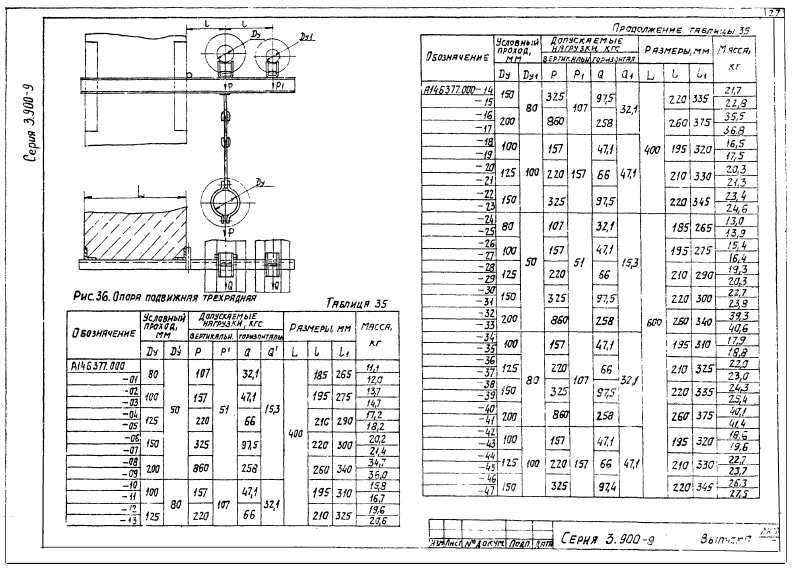 27
Серия 3.900-9
l l
Dу Dу1
P P1
Dу
L
P
Q Q
Рис.36. Опора подвижная трехрядная
Таблица 35
Обозначение Условный проход, мм Допускаемые нагрузки, кгс Размеры, мм Масса, кг
вертикальн. горизонтальн.
Dу Dу' P P' Q Q' L l l1
А14Б377.000 80 50 107 51 32,1 15,3 400 185 265 11,1
-01 12,0
-02 100 157 47,1 195 275 13,7
-03 14,7
-04 125 220 66 210 290 17,2
-05 18,2
-06 150 325 97,5 220 300 20,2
-07 21,4
-08 200 860 258 260 340 34,7
-09 36,0
-10 100 80 157 107 47,1 32,1 195 310 15,8
-11 16,7
-12 125 220 66 210 325 19,6
-13 20,6
Продолжение таблицы 35
Обозначение Условный проход, мм Допускаемые нагрузки, кгс Размеры, мм Масса, кг
вертикальн. горизонтал.
Dу Dу1 P P1 Q Q1 L l l1
А14Б377.000-14 150 80 325 107 97,5 32,1 400 220 335 21,7
-15 22,8
-16 200 860 258 260 375 35,5
-17 36,8
-18 100 100 157 157 47,1 47,1 195 320 16,5
-19 17,5
-20 125 220 66 210 330 20,3
-21 21,3
-22 150 325 97,5 220 345 23,4
-23 24,6
-24 80 50 107 51 32,1 15,3 600 185 265 13,0
-25 13,9
-26 100 157 47,1 195 275 15,4
-27 16,4
-28 125 220 66 210 290 19,3
-29 20,3
-30 150 325 97,5 220 300 22,7
-31 23,8
-32 200 860 258 260 340 39,3
-33 40,6
-34 100 80 157 107 47,1 32,1 195 310 17,9
-35 18,8
-36 125 220 66 210 325 22,0
-37 23,0
-38 150 325 97,5 220 335 24,3
-39 25,4
-40 200 860 258 260 375 40,1
-41 41,4
-42 100 100 157 157 47,1 47,1 195 320 18,6
-43 19,6
-44 125 220 66 210 330 22,7
-45 23,7
-46 150 325 97,4 220 345 26,3
-47 27,5
Изм Лист № докум. Подп. Дата
Серия 3.900-9 Выпуск